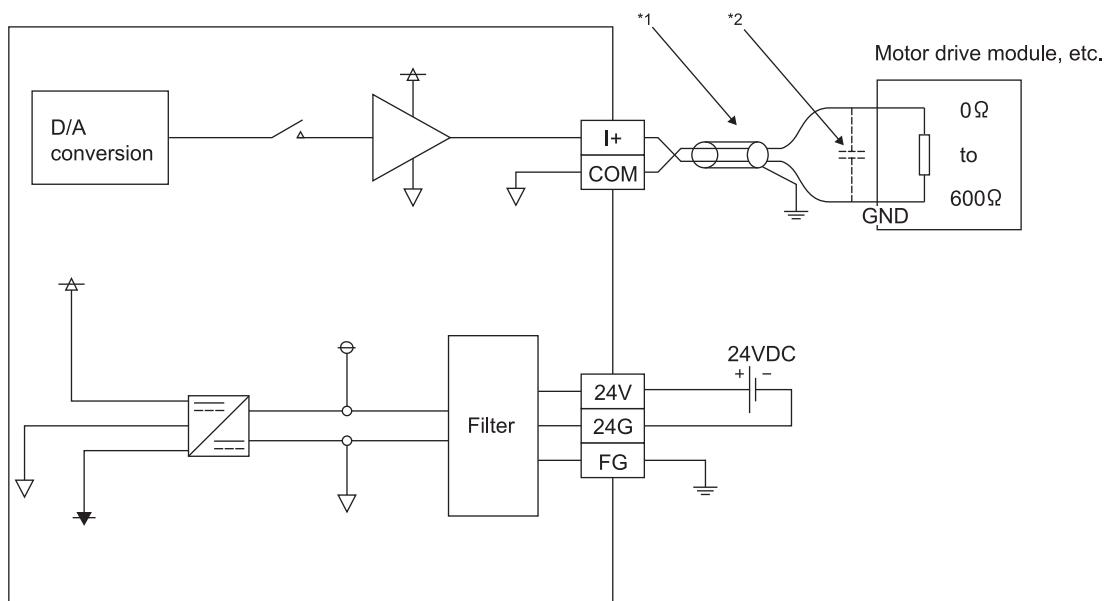 *1
*2
Motor drive module, etc.
D/A
conversion
I+
COM
0Ω
to
600Ω
GND
24VDC
+ −
24V
24G
FG
Filter